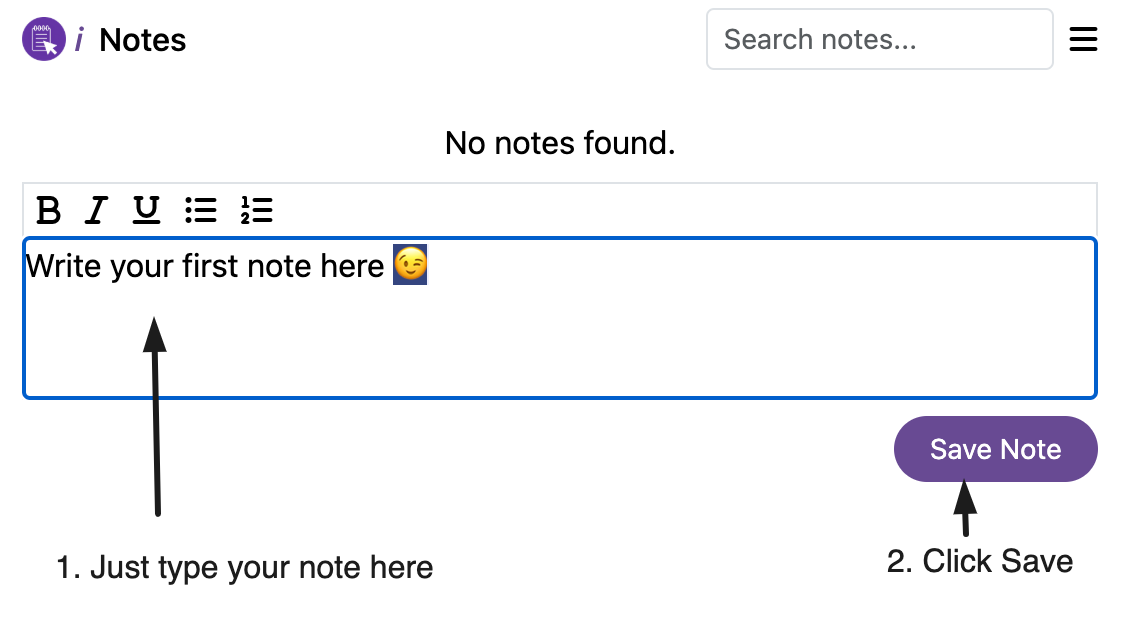 i Notes
Search notes...
No notes found.
B I U
Write your first note here 😉
Save Note
1. Just type your note here
2. Click Save